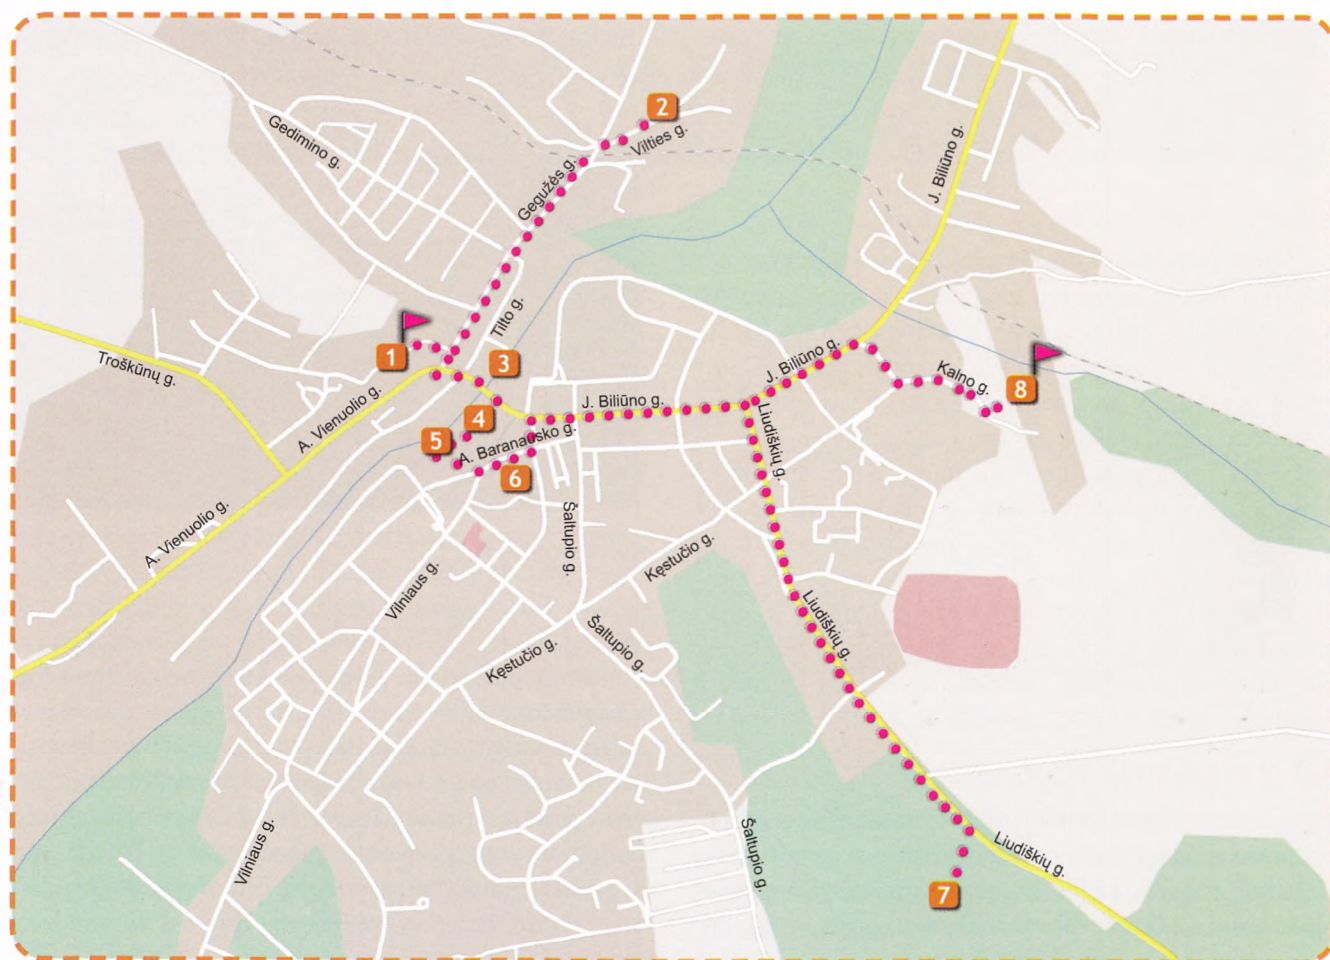 2
Vilties g.
Gedimino g.
Gegužės g.
J. Biliūno g.
Tilto g.
1
3
8
Troškūnų g.
A. Vienuolio g.
J. Biliūno g.
Kalno g.
J. Biliūno g.
4
5
A. Baranausko g.
6
Liudiškių g.
A. Vienuolio g.
Šaltupio g.
Vilniaus g.
Kęstučio g.
Kęstučio g.
Šaltupio g.
Liudiškių g.
Vilniaus g.
Šaltupio g.
Liudiškių g.
7